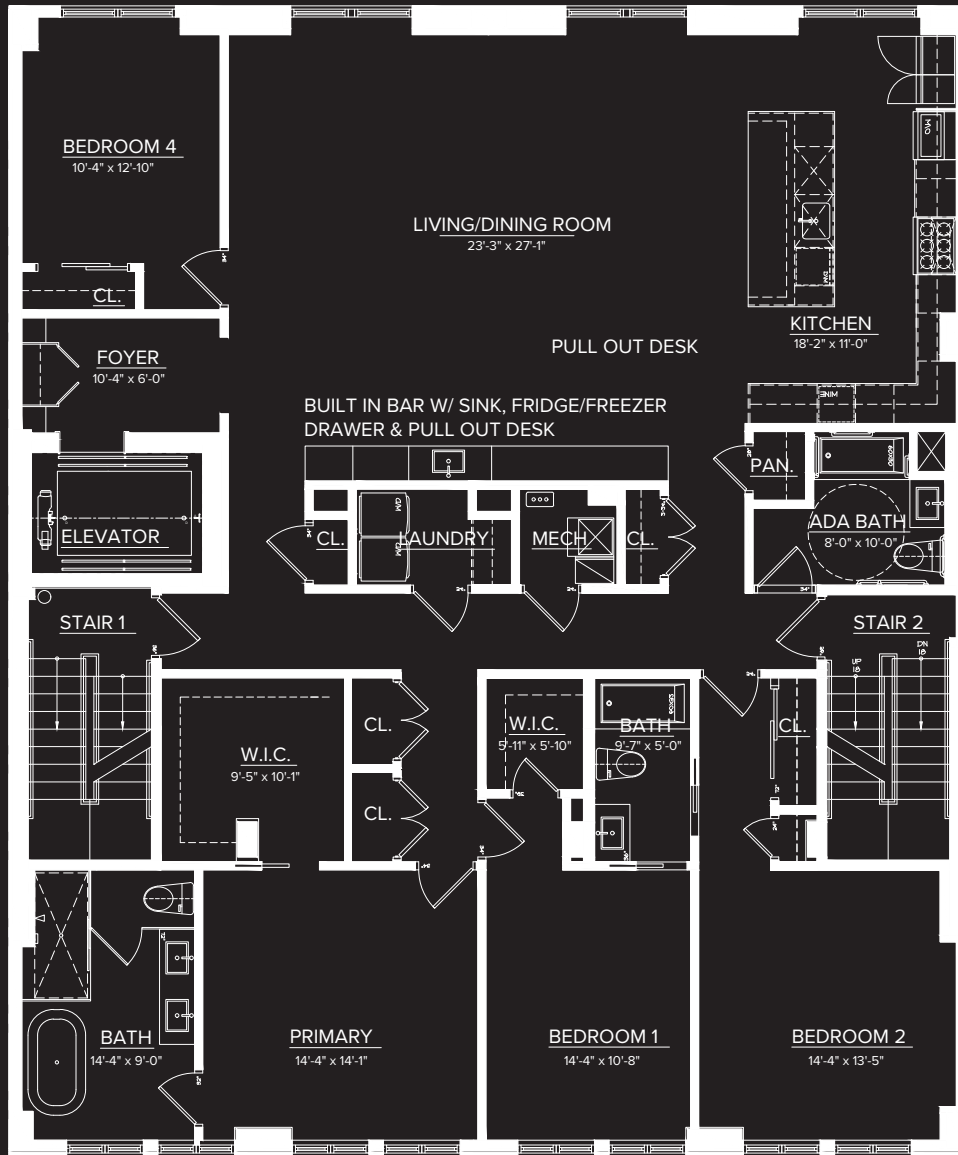 BEDROOM 4
10'-4" x 12'-10"
LIVING/DINING ROOM
23'-3" x 27'-1"
CL.
KITCHEN
18'-2" x 11'-0"
FOYER
10'-4" x 6'-0"
PULL OUT DESK
BUILT IN BAR W/ SINK, FRIDGE/FREEZER
DRAWER & PULL OUT DESK
PAN.
ELEVATOR
CL.
LAUNDRY
MECH
CL.
ADA BATH
8'-0" x 10'-0"
STAIR 1
STAIR 2
UP
18
DN
18
W.I.C.
9'-5" x 10'-1"
CL.
W.I.C.
5'-11" x 5'-10"
BATH
9'-7" x 5'-0"
CL.
CL.
BATH
14'-4" x 9'-0"
PRIMARY
14'-4" x 14'-1"
BEDROOM 1
14'-4" x 10'-8"
BEDROOM 2
14'-4" x 13'-5"